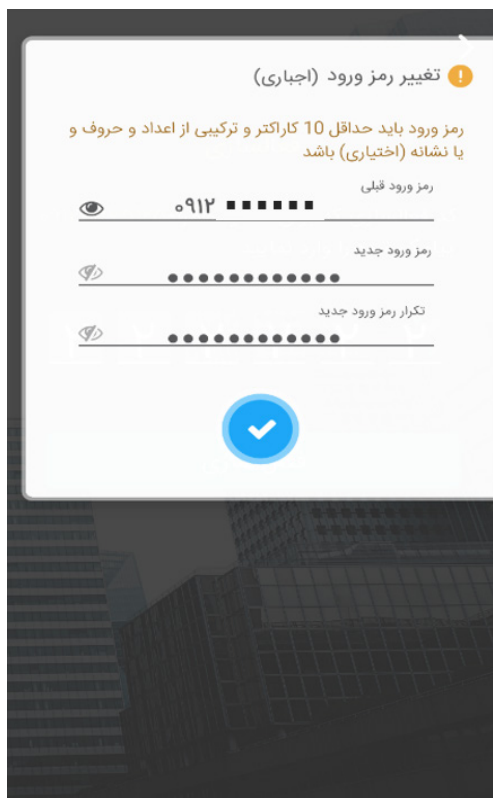 تغییر رمز ورود (اجباری)
رمز ورود باید حداقل 10 کاراکتر و ترکیبی از اعداد و حروف و
یا نشانه (اختیاری) باشد
رمز ورود قبلی
۰۹۱۲
رمز ورود جدید
تکرار رمز ورود جدید